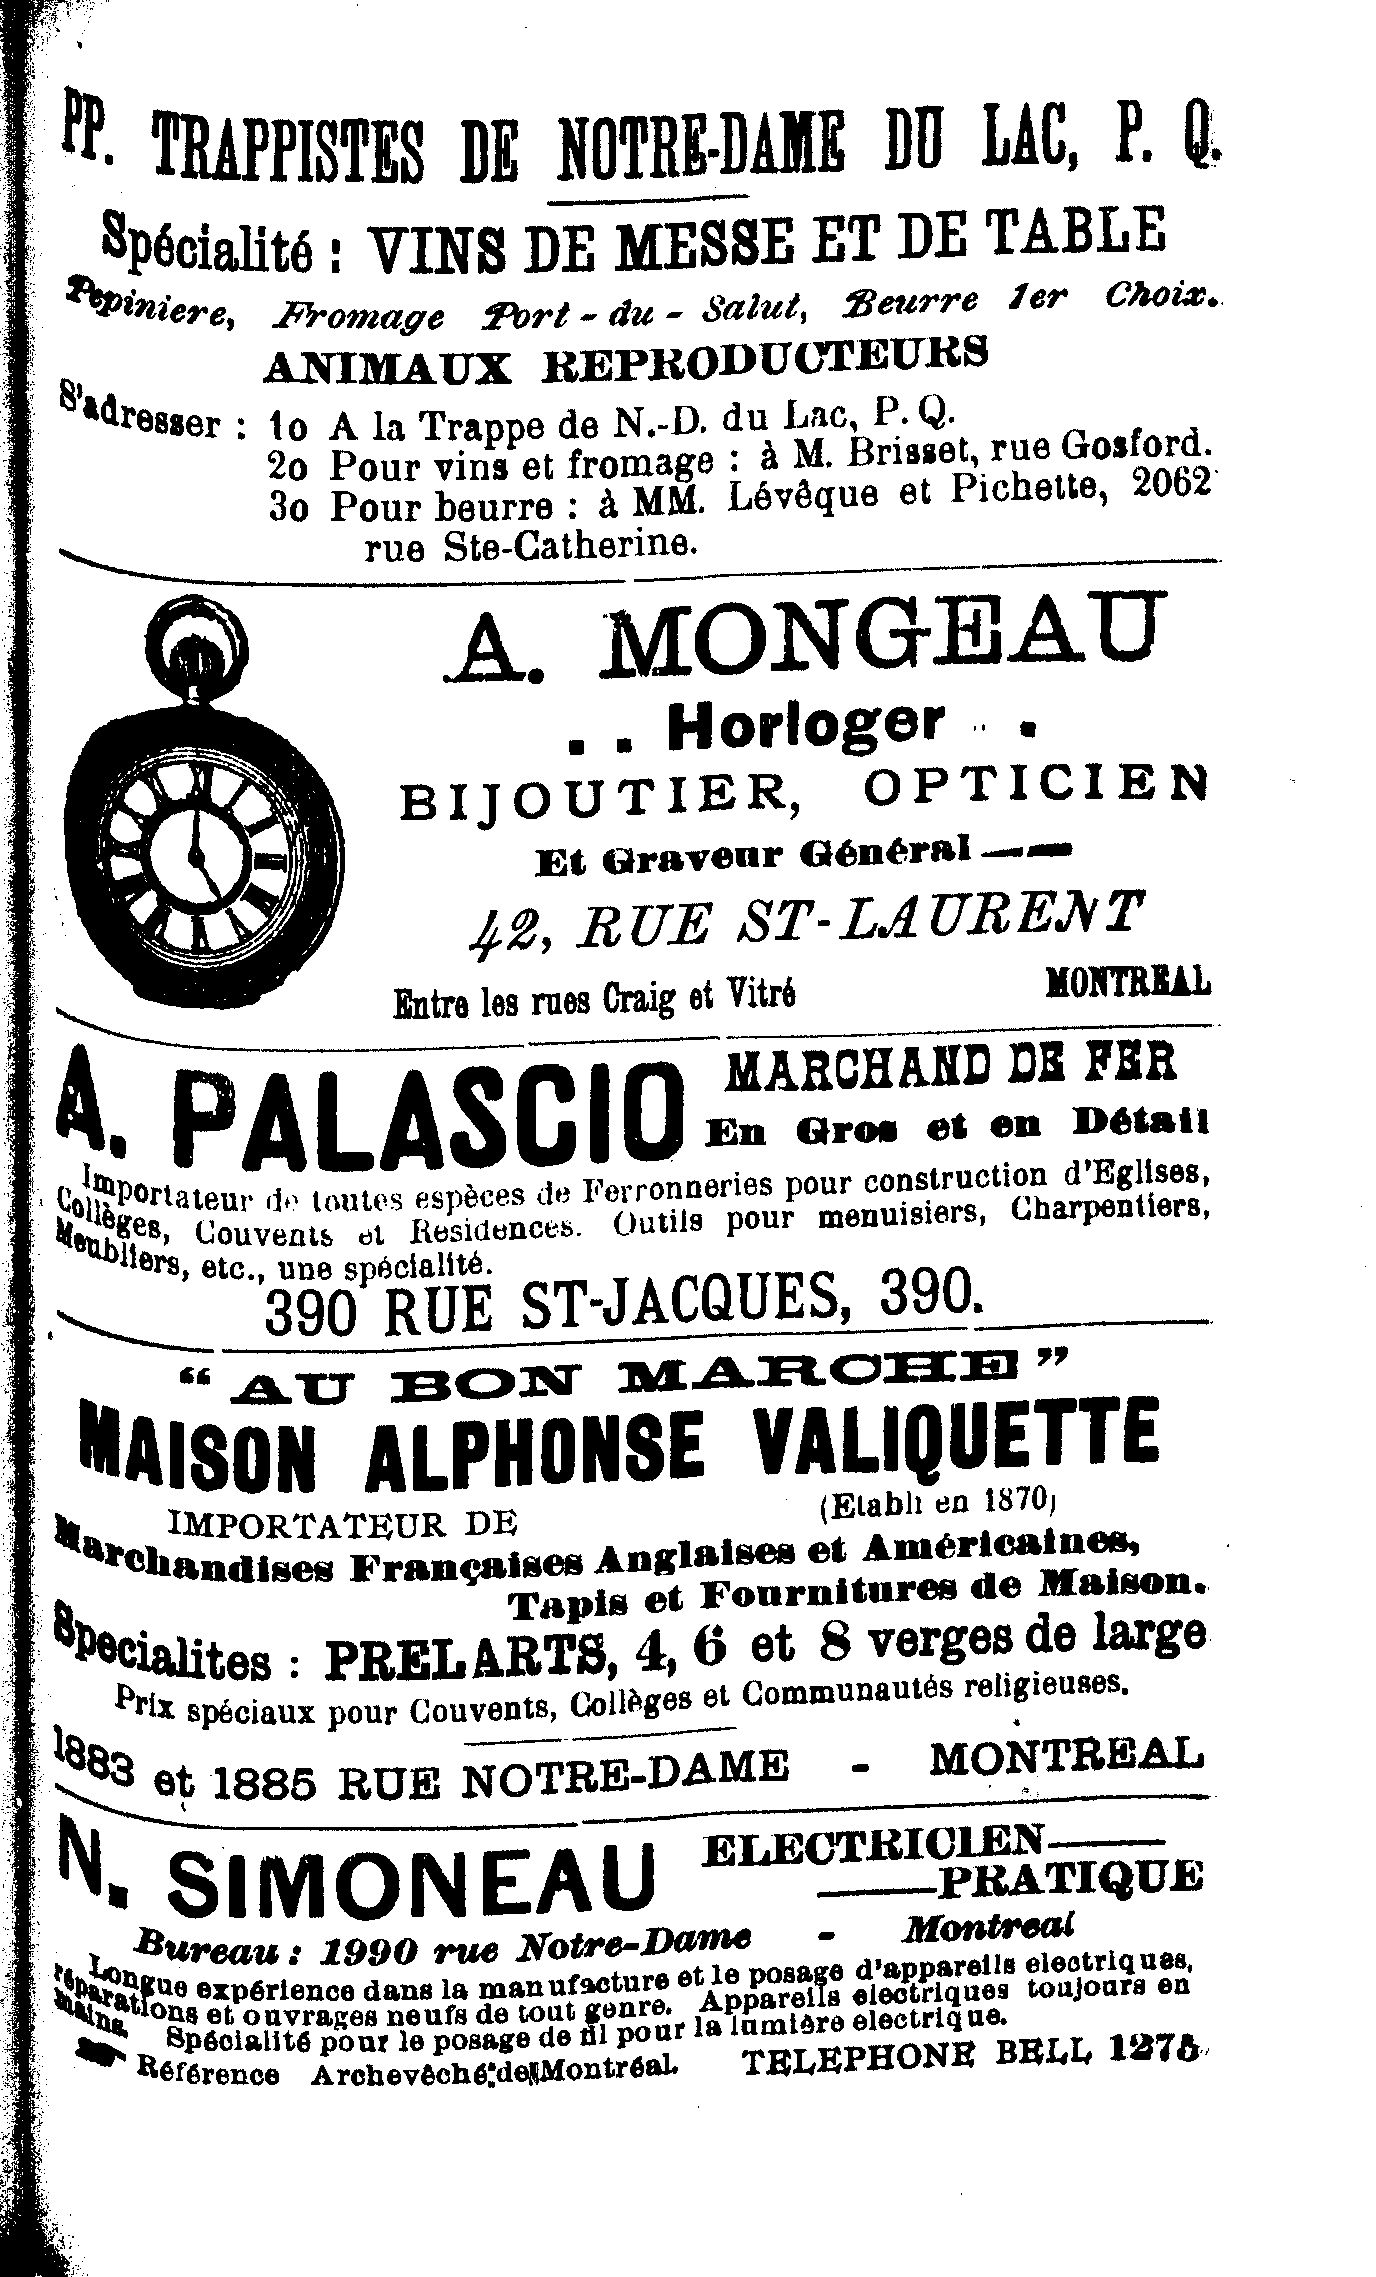 PP. TRAPPISTES DE NOTRE-DAME DU LAC, P. Q.
Spécialité : VINS DE MESSE ET DE TABLE
Pepiniere, Fromage Port - du - Salut, Beurre 1er Choix.
ANIMAUX REPRODUCTEURS
S'adresser : 1o A la Trappe de N.-D. du Lac, P. Q.
2o Pour vins et fromage : à M. Brisset, rue Gosford.
3o Pour beurre : à MM. Lévêque et Pichette, 2062
rue Ste-Catherine.
A. MONGEAU
. . Horloger . .
BIJOUTIER, OPTICIEN
Et Graveur Général
42, RUE ST-LAURENT
Entre les rues Craig et Vitré MONTREAL
A. PALASCIO MARCHAND DE FER
En Gros et en Détail
Importateur de toutes espèces de Ferronneries pour construction d'Eglises,
Collèges, Couvents et Residences. Outils pour menuisiers, Charpentiers,
Meubliers, etc., une spécialité.
390 RUE ST-JACQUES, 390.
“ AU BON MARCHE ”
MAISON ALPHONSE VALIQUETTE
(Etabli en 1870)
IMPORTATEUR DE
Marchandises Françaises Anglaises et Américaines,
Tapis et Fournitures de Maison.
Specialites : PRELARTS, 4, 6 et 8 verges de large
Prix spéciaux pour Couvents, Collèges et Communautés religieuses.
1883 et 1885 RUE NOTRE-DAME - MONTREAL
N. SIMONEAU ELECTRICIEN
PRATIQUE
Bureau : 1990 rue Notre-Dame - Montreal
Longue expérience dans la manufacture et le posage d'appareils electriques,
réparations et ouvrages neufs de tout genre. Appareils electriques toujours en
mains. Spécialité pour le posage de fil pour la lumière electrique.
Référence Archevêché de Montréal. TELEPHONE BELL 1275